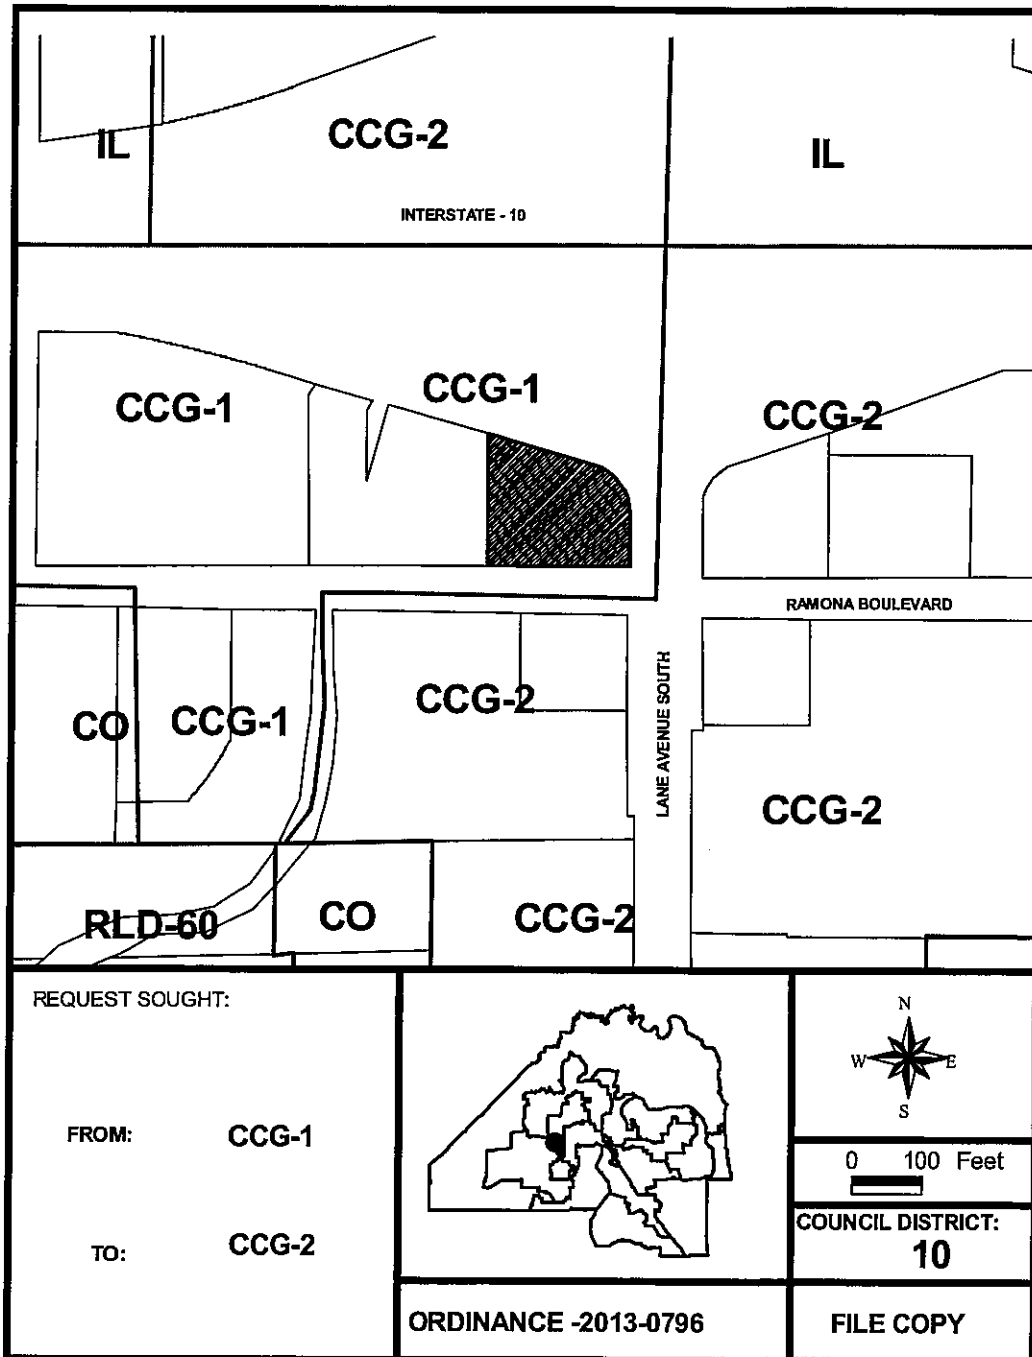 IL
CCG-2
IL
INTERSTATE - 10
CCG-1
CCG-1
CCG-2
RAMONA BOULEVARD
LANE AVENUE SOUTH
CO
CCG-1
CCG-2
CCG-2
RLD-60
CO
CCG-2
REQUEST SOUGHT:
FROM: CCG-1
TO: CCG-2
N
W E
S
0 100 Feet
COUNCIL DISTRICT:
10
ORDINANCE -2013-0796
FILE COPY